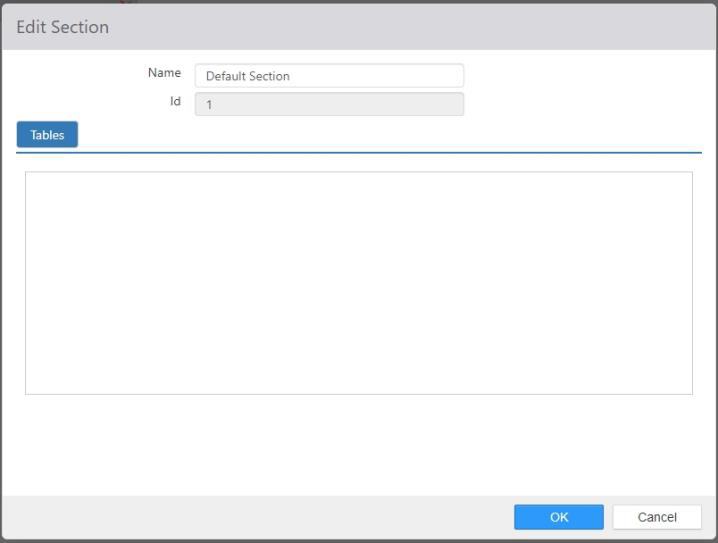 Edit Section
Name Default Section
Id 1
Tables
OK Cancel